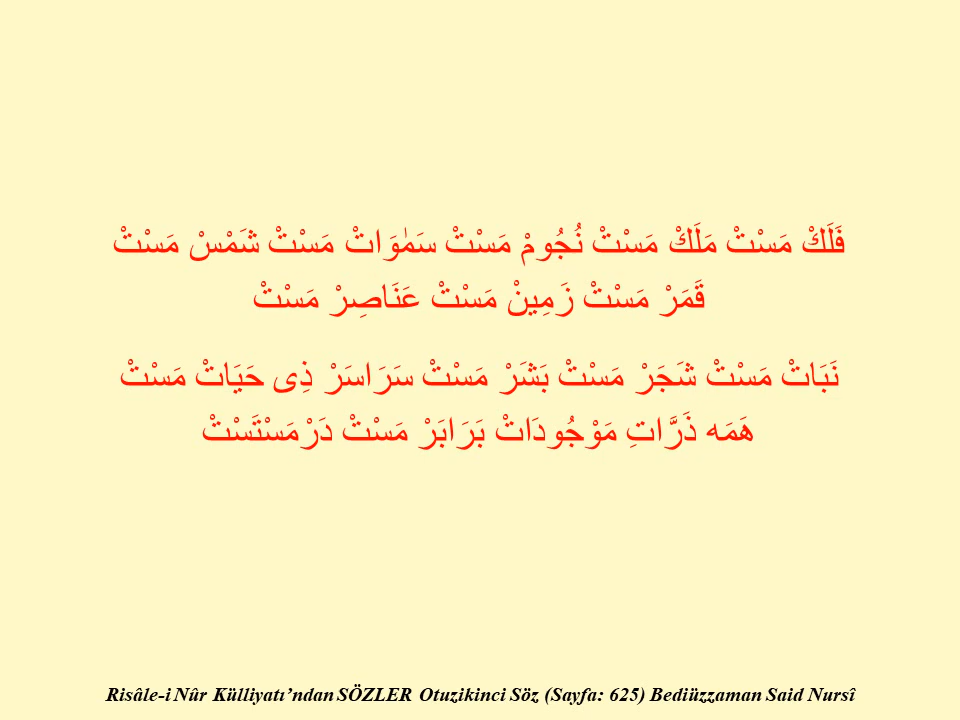 فَلَكْ مَسْتْ مَلَكْ مَسْتْ نُجُومْ مَسْتْ سَمٰوَاتْ مَسْتْ شَمْسْ مَسْتْ
قَمَرْ مَسْتْ زَمِينْ مَسْتْ عَنَاصِرْ مَسْتْ
نَبَاتْ مَسْتْ شَجَرْ مَسْتْ بَشَرْ مَسْتْ سَرَاسَرْ ذِى حَيَاتْ مَسْتْ
هَمَه ذَرَّاتِ مَوْجُودَاتْ بَرَابَرْ مَسْتْ دَرْمَسْتَسْتْ
Risâle-i Nûr Külliyatı’ndan SÖZLER Otuzikinci Söz (Sayfa: 625) Bediüzzaman Said Nursî